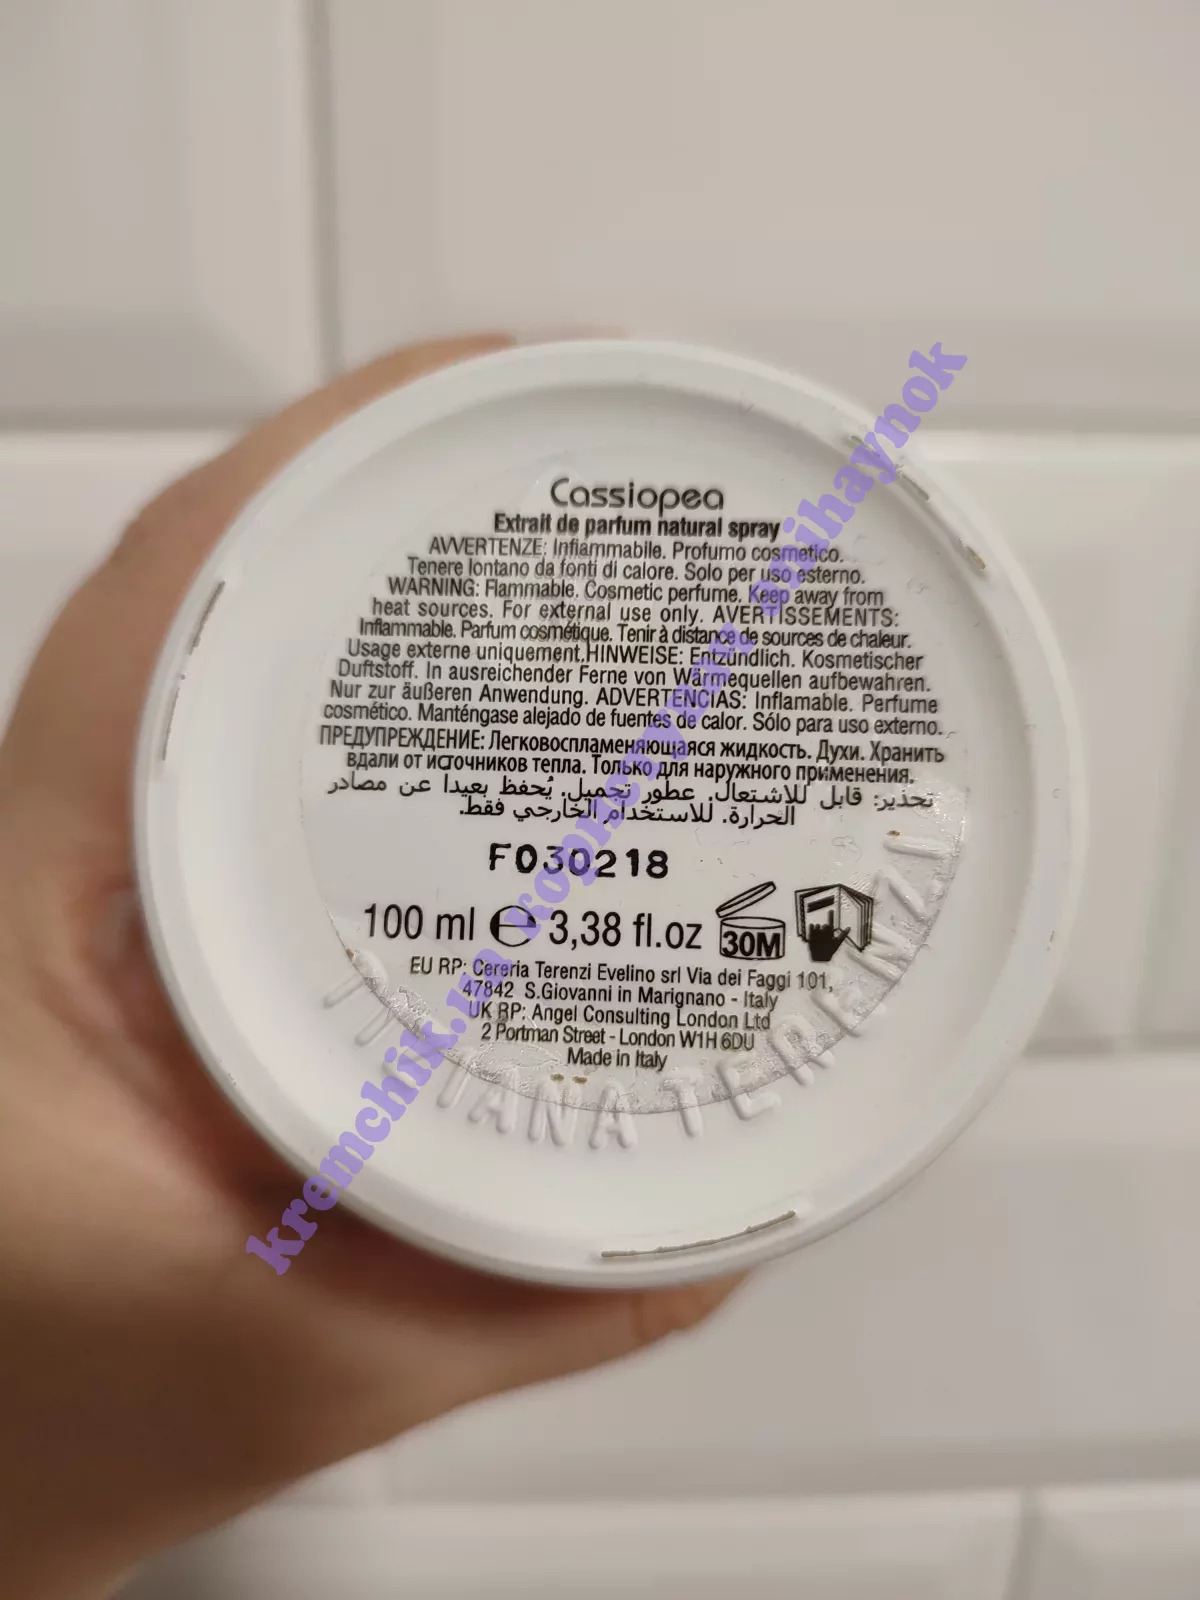 Cassiopea
Extrait de parfum natural spray
AVVERTENZE: Infiammabile. Profumo cosmetico.
Tenere lontano da fonti di calore. Solo per uso esterno.
WARNING: Flammable. Cosmetic perfume. Keep away from
heat sources. For external use only. AVERTISSEMENTS:
Inflammable. Parfum cosmétique. Tenir à distance de sources de chaleur.
Usage externe uniquement.HINWEISE: Entzündlich. Kosmetischer
Duftstoff. In ausreichender Ferne von Wärmequellen aufbewahren.
Nur zur äußeren Anwendung. ADVERTENCIAS: Inflamable. Perfume
cosmético. Manténgase alejado de fuentes de calor. Sólo para uso externo.
ПРЕДУПРЕЖДЕНИЕ: Легковоспламеняющаяся жидкость. Духи. Хранить
вдали от источников тепла. Только для наружного применения.
تحذير: قابل للاشتعال. عطور تجميل. يُحفظ بعيدا عن مصادر
الحرارة. للاستخدام الخارجي فقط.
F030218
100 ml e 3,38 fl.oz 30M
EU RP: Cereria Terenzi Evelino srl Via dei Faggi 101,
47842 S.Giovanni in Marignano - Italy
UK RP: Angel Consulting London Ltd
2 Portman Street - London W1H 6DU
Made in Italy
TIZIANA TERENZI
kremchik.ua